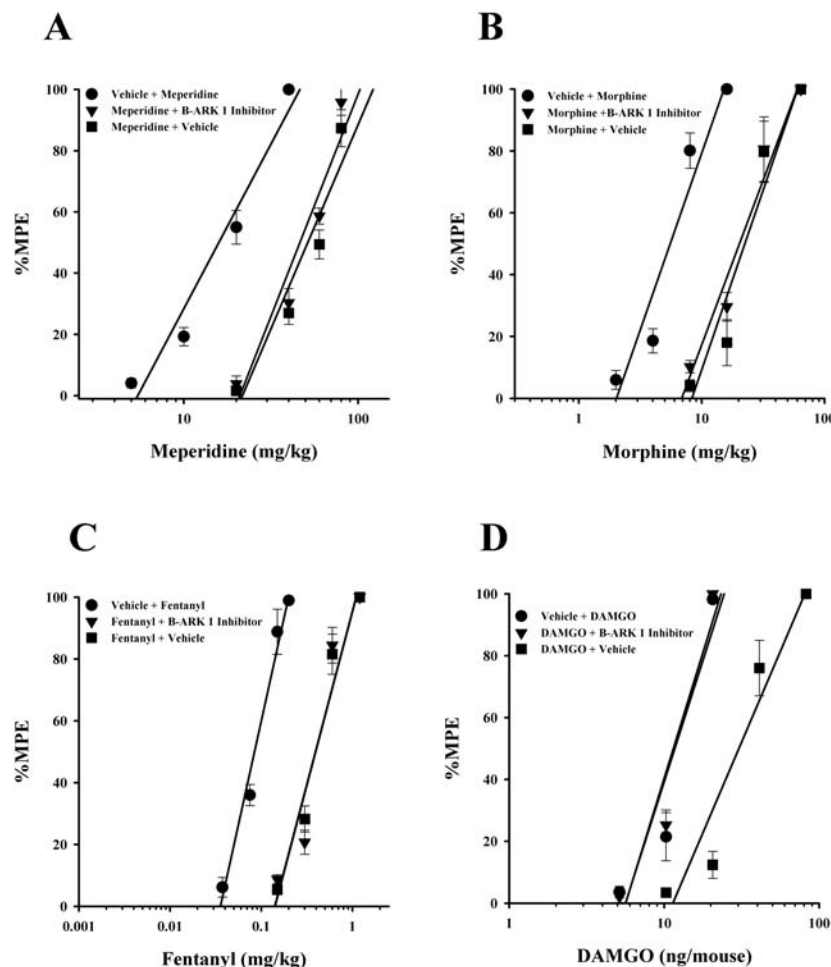 A
100
80
60
40
20
0
%MPE
Vehicle + Meperidine
Meperidine + B-ARK 1 Inhibitor
Meperidine + Vehicle
10
100
Meperidine (mg/kg)
B
100
80
60
40
20
0
%MPE
Vehicle + Morphine
Morphine +B-ARK 1 Inhibitor
Morphine + Vehicle
1
10
100
Morphine (mg/kg)
C
100
80
60
40
20
0
%MPE
Vehicle + Fentanyl
Fentanyl + B-ARK 1 Inhibitor
Fentanyl + Vehicle
0.001
0.01
0.1
1
Fentanyl (mg/kg)
D
100
80
60
40
20
0
%MPE
Vehicle + DAMGO
DAMGO + B-ARK 1 Inhibitor
DAMGO + Vehicle
1
10
100
DAMGO (ng/mouse)